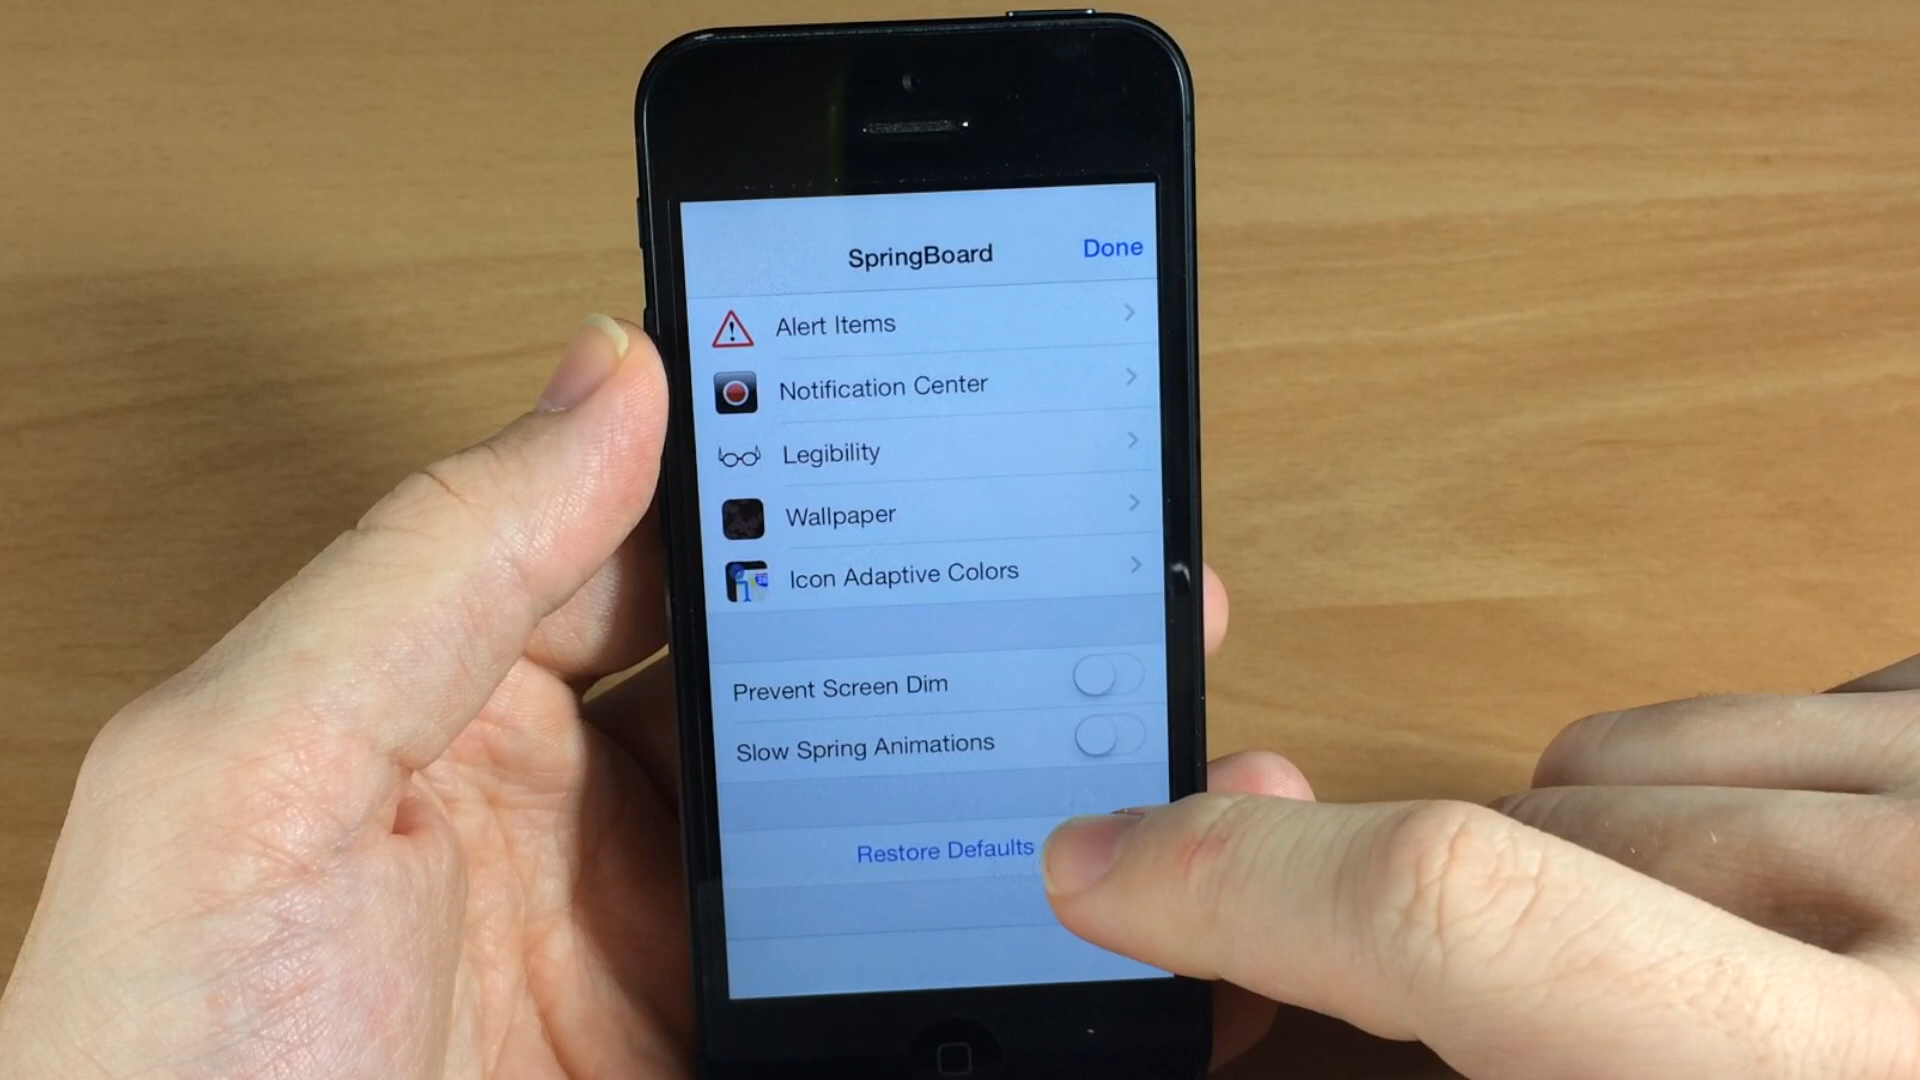 SpringBoard
Done
Alert Items
Notification Center
Legibility
Wallpaper
Icon Adaptive Colors
Prevent Screen Dim
Slow Spring Animations
Restore Defaults